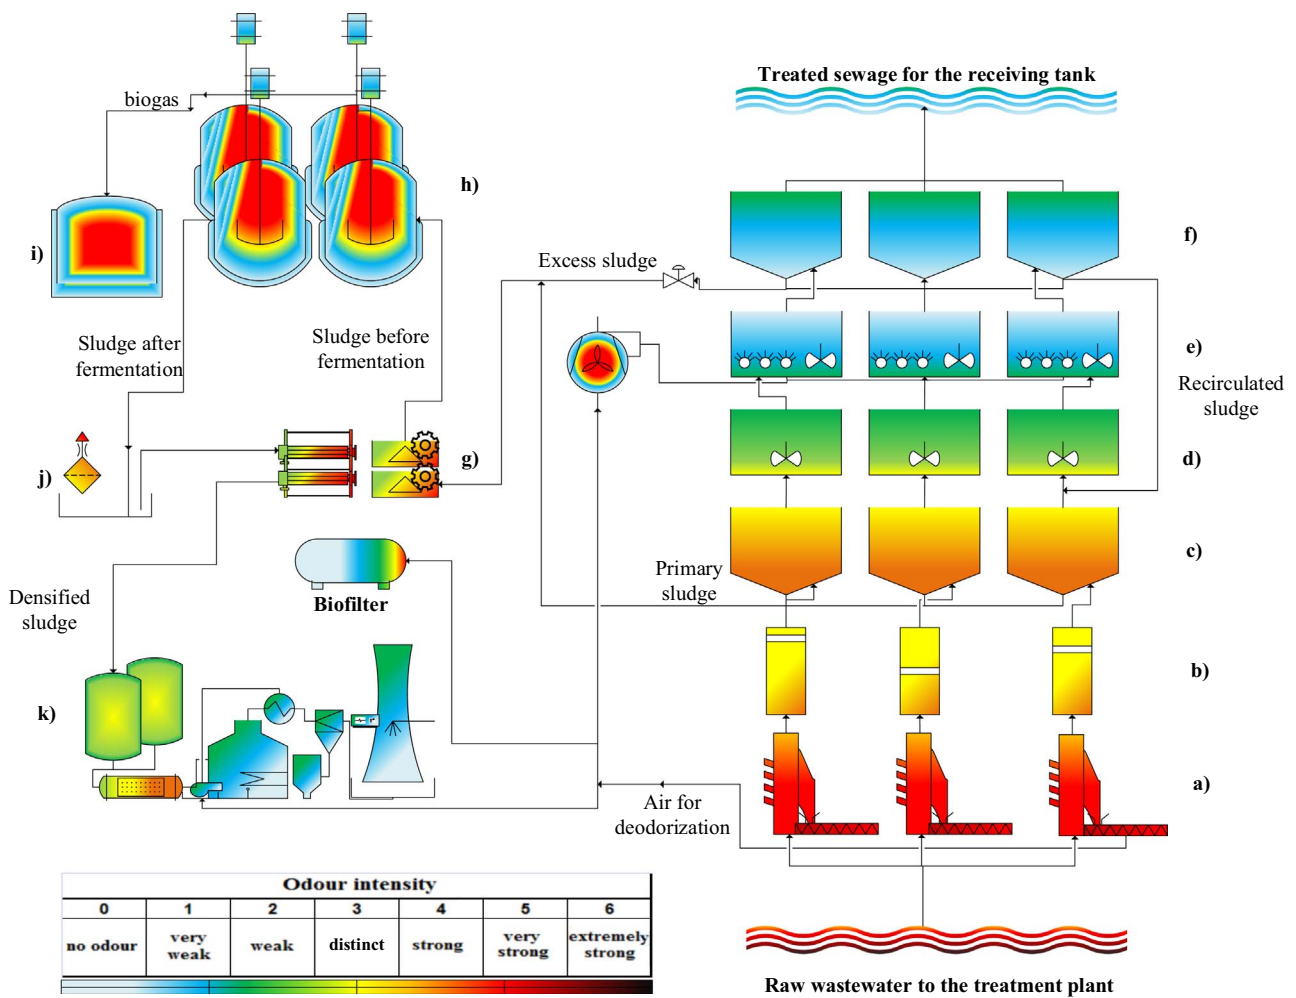 Treated sewage for the receiving tank
biogas
h)
i)
f)
Excess sludge
Sludge after
fermentation
Sludge before
fermentation
e)
Recirculated
sludge
j)
g)
d)
c)
Primary
sludge
Densified
sludge
Biofilter
b)
k)
a)
Air for
deodorization
Odour intensity
0 1 2 3 4 5 6
no odour very weak weak distinct strong very strong extremely strong
Raw wastewater to the treatment plant